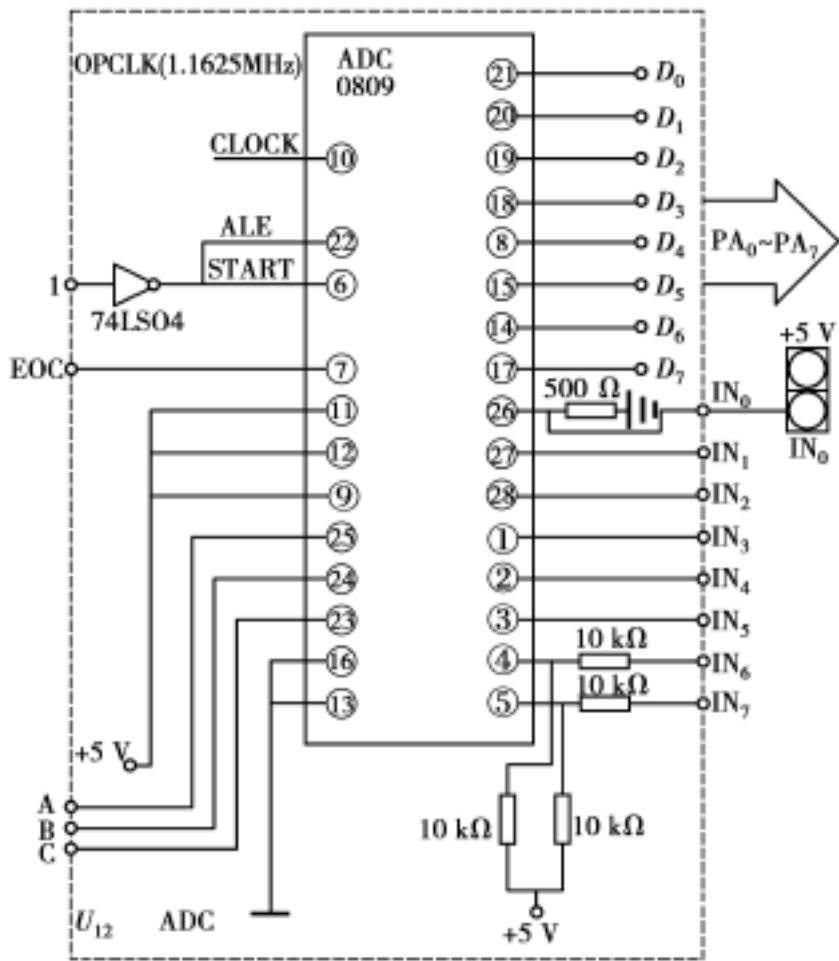 OPCLK(1.1625MHz)
ADC
0809
㉑
D₀
⑳
D₁
CLOCK
⑩
⑲
D₂
⑱
D₃
ALE
㉒
⑧
D₄
PA₀~PA₇
START
⑥
⑮
D₅
1
74LSO4
⑭
D₆
+5 V
EOC
⑦
⑰
D₇
500 Ω
IN₀
⑪
㉖
IN₀
⑫
㉗
IN₁
⑨
㉘
IN₂
㉕
①
IN₃
㉔
②
IN₄
㉓
③
IN₅
10 kΩ
⑯
④
IN₆
10 kΩ
⑬
⑤
IN₇
+5 V
A
B
C
10 kΩ
10 kΩ
U₁₂
ADC
+5 V